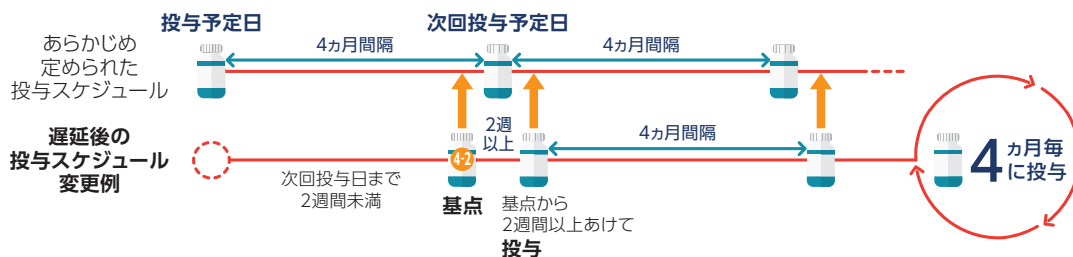 投与予定日
次回投与予定日
あらかじめ
定められた
投与スケジュール
4ヵ月間隔
4ヵ月間隔
遅延後の
投与スケジュール
変更例
4-2
2週
以上
4ヵ月間隔
次回投与日まで
2週間未満
基点
基点から
2週間以上あけて
投与
4ヵ月毎
に投与